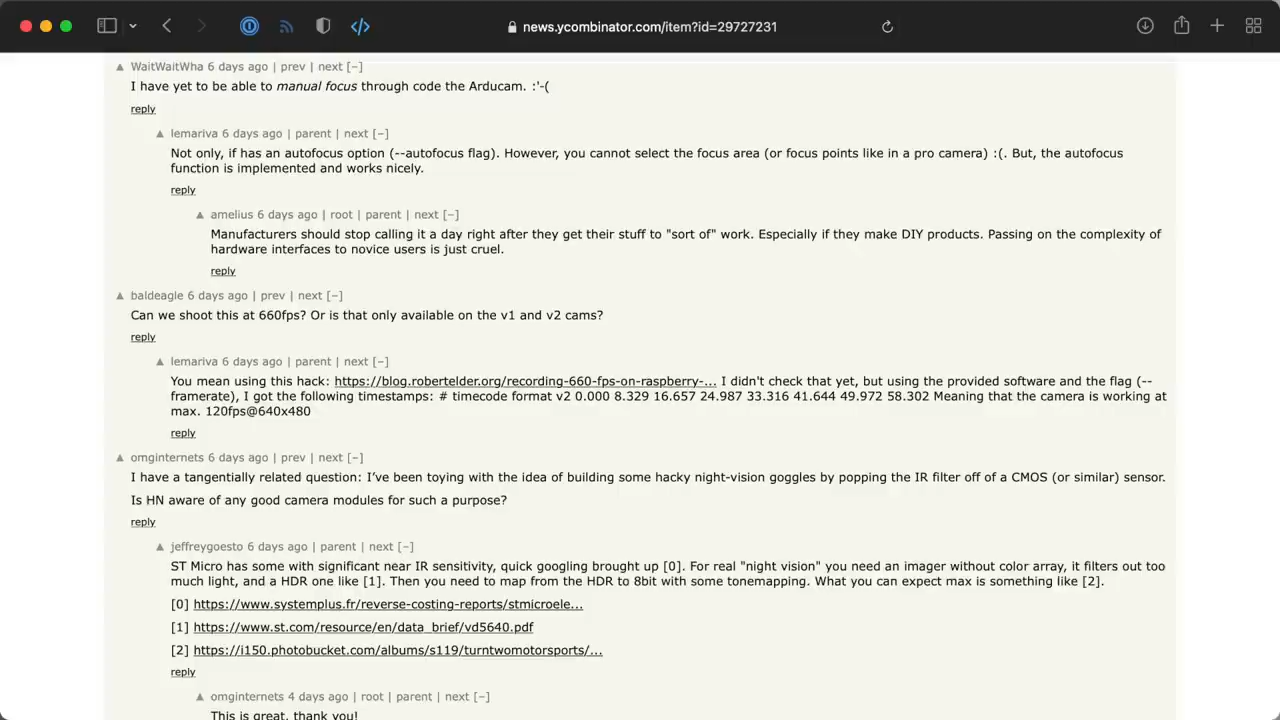 news.ycombinator.com/item?id=29727231
▲ WaitWaitWha 6 days ago | prev | next [–]
I have yet to be able to manual focus through code the Arducam. :'-(
reply
▲ lemariva 6 days ago | parent | next [–]
Not only, if has an autofocus option (--autofocus flag). However, you cannot select the focus area (or focus points like in a pro camera) :(. But, the autofocus
function is implemented and works nicely.
reply
▲ amelius 6 days ago | root | parent | next [–]
Manufacturers should stop calling it a day right after they get their stuff to "sort of" work. Especially if they make DIY products. Passing on the complexity of
hardware interfaces to novice users is just cruel.
reply
▲ baldeagle 6 days ago | prev | next [–]
Can we shoot this at 660fps? Or is that only available on the v1 and v2 cams?
reply
▲ lemariva 6 days ago | parent | next [–]
You mean using this hack: https://blog.robertelder.org/recording-660-fps-on-raspberry-... I didn't check that yet, but using the provided software and the flag (--
framerate), I got the following timestamps: # timecode format v2 0.000 8.329 16.657 24.987 33.316 41.644 49.972 58.302 Meaning that the camera is working at
max. 120fps@640x480
reply
▲ omginternets 6 days ago | prev | next [–]
I have a tangentially related question: I’ve been toying with the idea of building some hacky night-vision goggles by popping the IR filter off of a CMOS (or similar) sensor.
Is HN aware of any good camera modules for such a purpose?
reply
▲ jeffreygoesto 6 days ago | parent | next [–]
ST Micro has some with significant near IR sensitivity, quick googling brought up [0]. For real "night vision" you need an imager without color array, it filters out too
much light, and a HDR one like [1]. Then you need to map from the HDR to 8bit with some tonemapping. What you can expect max is something like [2].
[0] https://www.systemplus.fr/reverse-costing-reports/stmicroele...
[1] https://www.st.com/resource/en/data_brief/vd5640.pdf
[2] https://i150.photobucket.com/albums/s119/turntwomotorsports/...
reply
▲ omginternets 4 days ago | root | parent | next [–]
This is great, thank you!